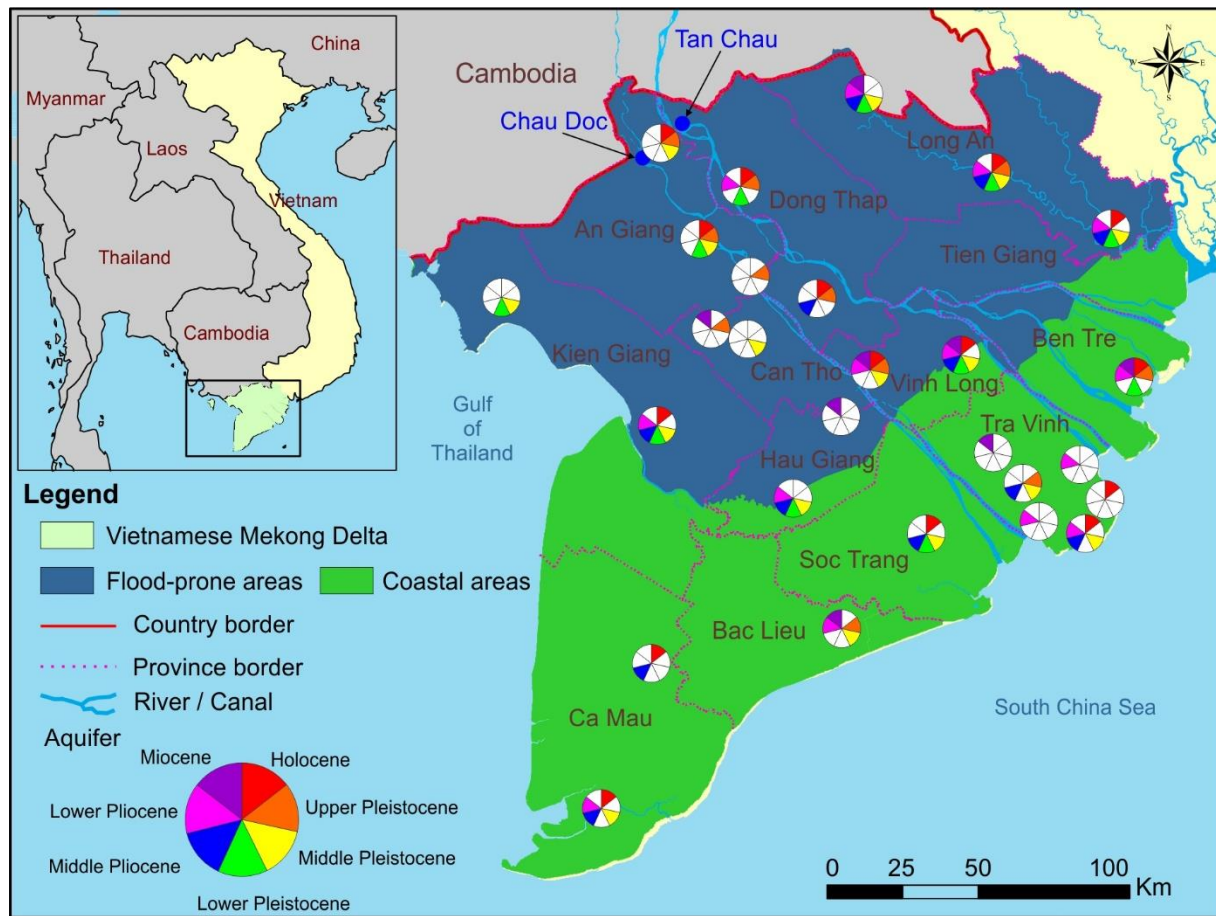 China
Myanmar
Laos
Vietnam
Thailand
Cambodia
Tan Chau
Cambodia
Chau Doc
N
W
E
S
Long An
Dong Thap
An Giang
Tien Giang
Kien Giang
Ben Tre
Can Tho
Vinh Long
Gulf
of
Thailand
Tra Vinh
Hau Giang
Soc Trang
Bac Lieu
Ca Mau
South China Sea
Legend
Vietnamese Mekong Delta
Flood-prone areas
Coastal areas
Country border
Province border
River / Canal
Aquifer
Miocene
Holocene
Lower Pliocene
Upper Pleistocene
Middle Pliocene
Middle Pleistocene
Lower Pleistocene
0 25 50 100
Km